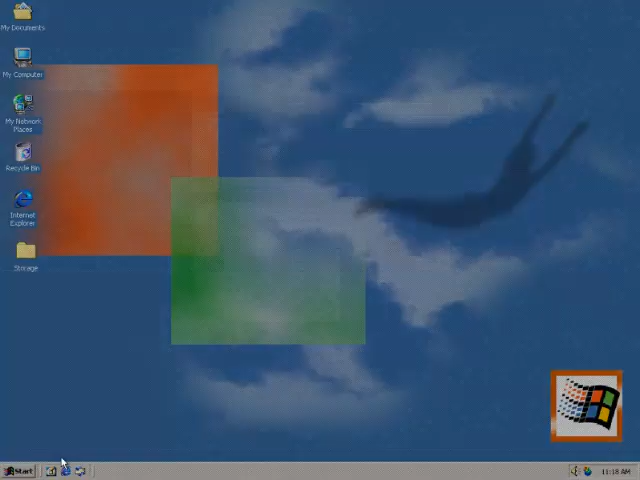 My Documents
My Computer
My Network
Places
Recycle Bin
Internet
Explorer
Storage
Start
11:18 AM